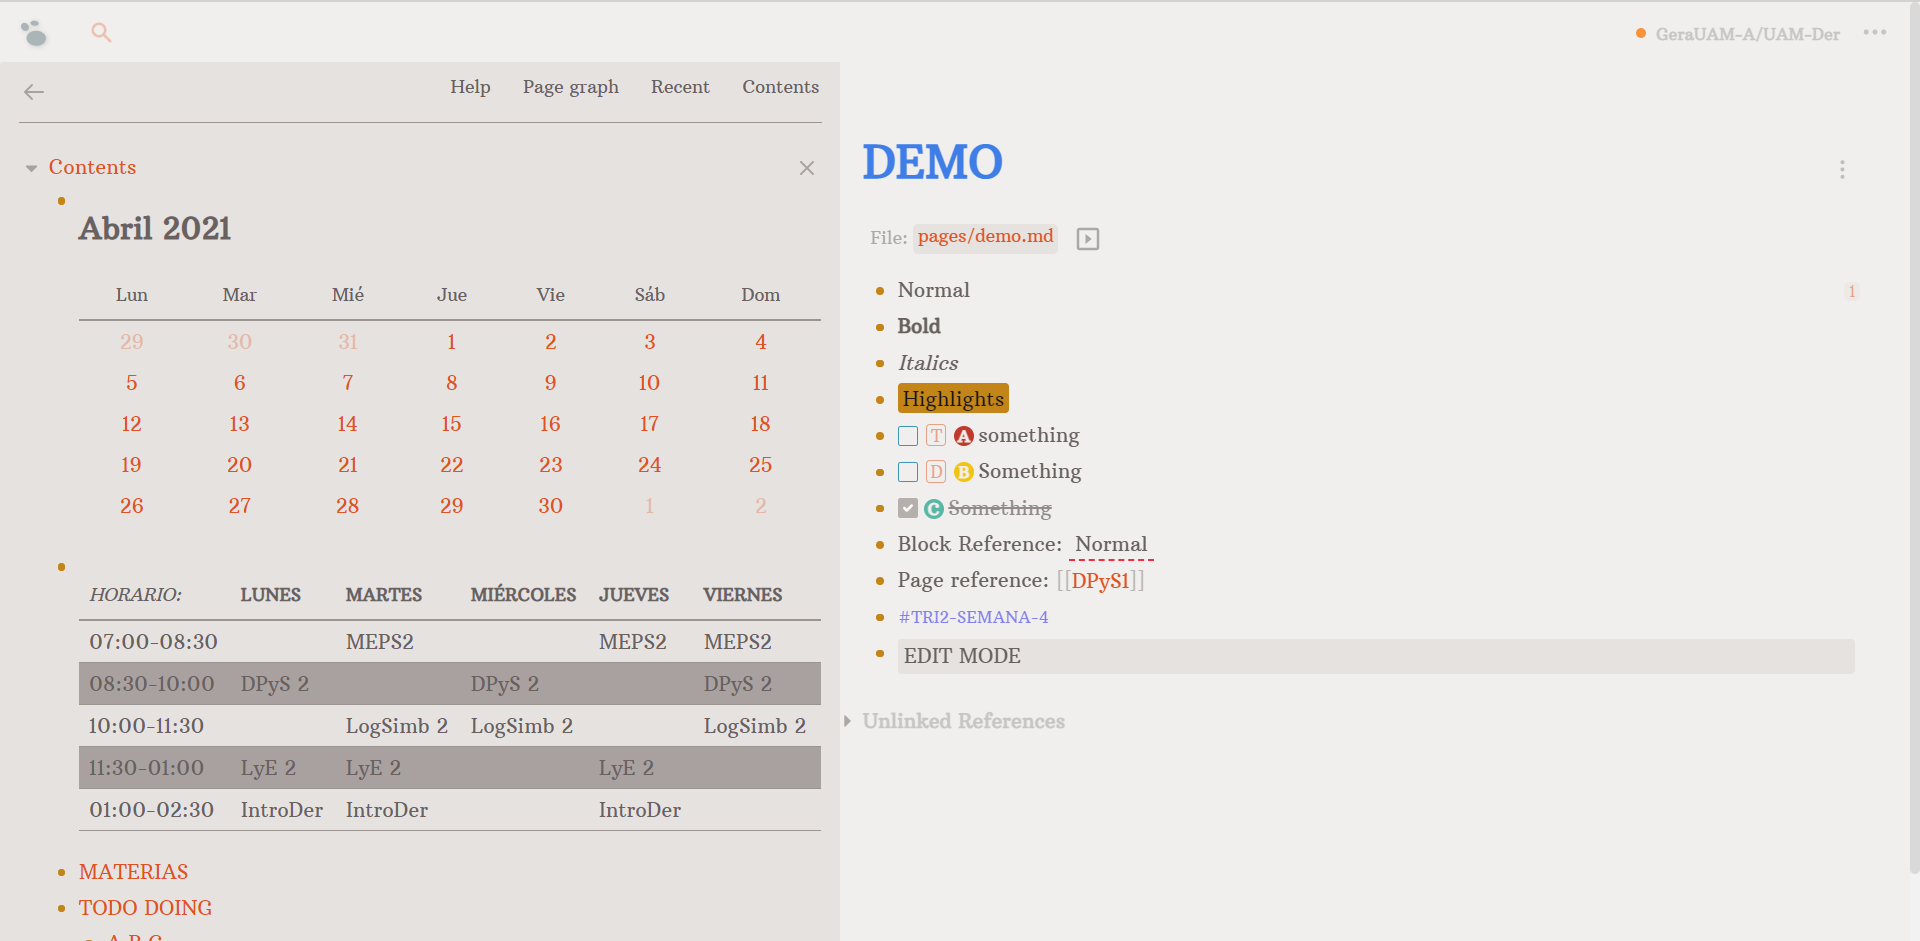 GeraUAM-A/UAM-Der
Help Page graph Recent Contents
Contents
Abril 2021
Lun Mar Mié Jue Vie Sáb Dom
29 30 31 1 2 3 4
5 6 7 8 9 10 11
12 13 14 15 16 17 18
19 20 21 22 23 24 25
26 27 28 29 30 1 2
HORARIO: LUNES MARTES MIÉRCOLES JUEVES VIERNES
07:00-08:30 MEPS2 MEPS2 MEPS2
08:30-10:00 DPyS 2 DPyS 2 DPyS 2
10:00-11:30 LogSimb 2 LogSimb 2 LogSimb 2
11:30-01:00 LyE 2 LyE 2 LyE 2
01:00-02:30 IntroDer IntroDer IntroDer
MATERIAS
TODO DOING
A B C
DEMO
File: pages/demo.md
Normal 1
Bold
Italics
Highlights
T A something
D B Something
C Something
Block Reference: Normal
Page reference: [[DPyS1]]
#TRI2-SEMANA-4
EDIT MODE
Unlinked References